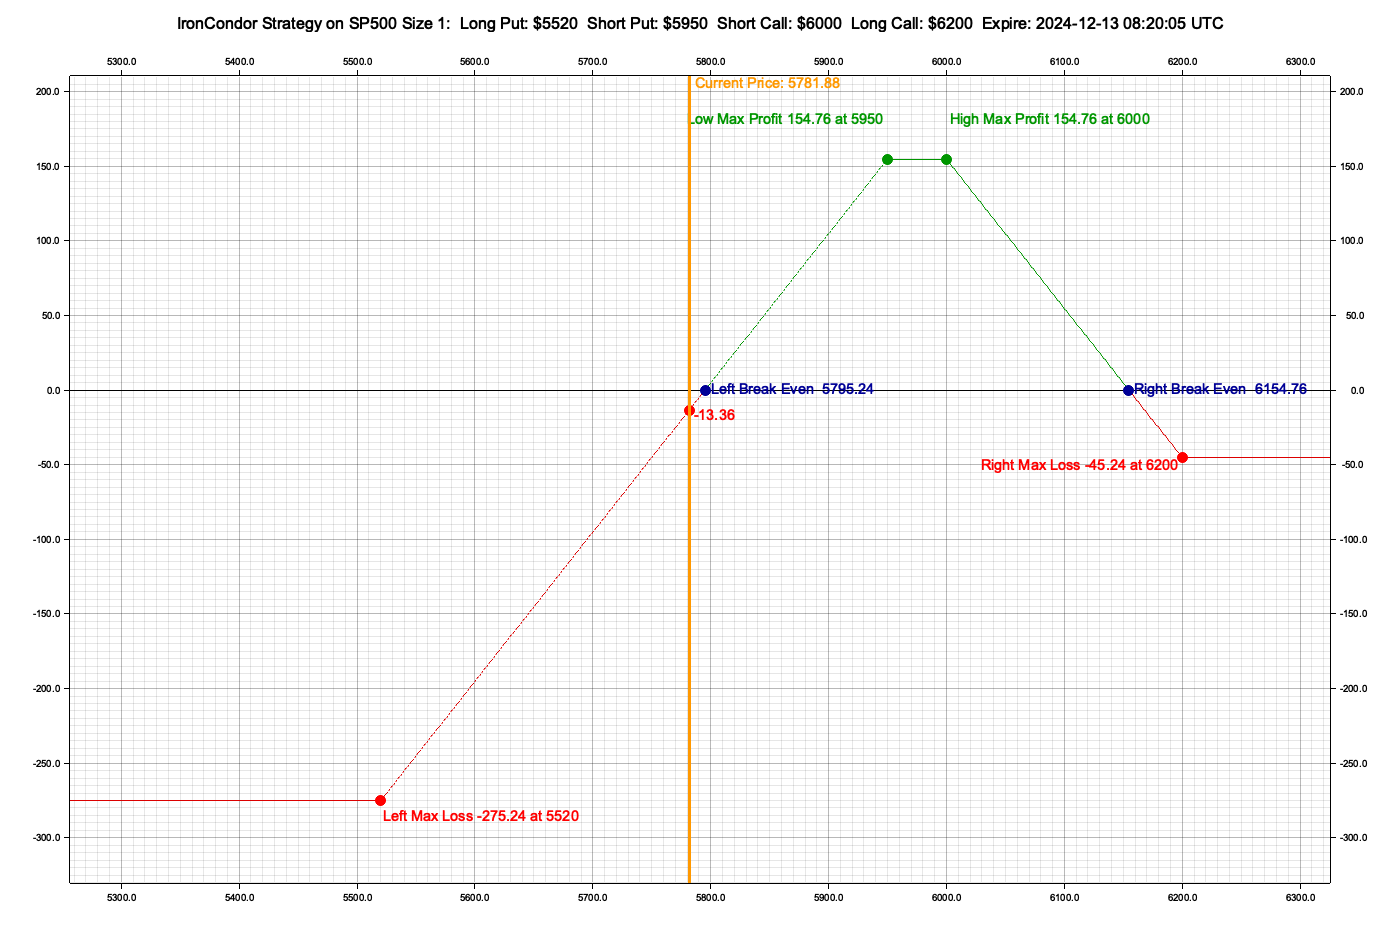 IronCondor Strategy on SP500 Size 1:  Long Put: $5520  Short Put: $5950  Short Call: $6000  Long Call: $6200  Expire: 2024-12-13 08:20:05 UTC
5300.0 5400.0 5500.0 5600.0 5700.0 5800.0 5900.0 6000.0 6100.0 6200.0 6300.0
Current Price: 5781.88
200.0 200.0
Low Max Profit 154.76 at 5950 High Max Profit 154.76 at 6000
150.0 150.0
100.0 100.0
50.0 50.0
0.0 Left Break Even  5795.24 Right Break Even  6154.76 0.0
-13.36
-50.0 Right Max Loss -45.24 at 6200 -50.0
-100.0 -100.0
-150.0 -150.0
-200.0 -200.0
-250.0 -250.0
Left Max Loss -275.24 at 5520
-300.0 -300.0
5300.0 5400.0 5500.0 5600.0 5700.0 5800.0 5900.0 6000.0 6100.0 6200.0 6300.0